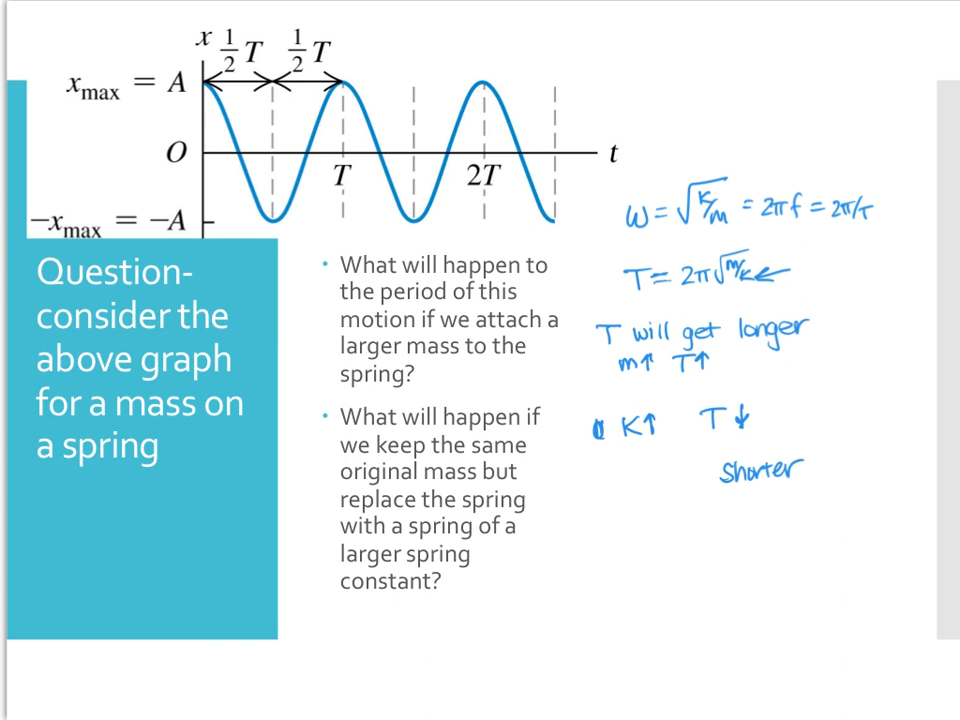 x 1/2 T 1/2 T
xmax = A
O
T
2T
t
−xmax = −A
Question-
consider the
above graph
for a mass on
a spring
• What will happen to
the period of this
motion if we attach a
larger mass to the
spring?
• What will happen if
we keep the same
original mass but
replace the spring
with a spring of a
larger spring
constant?
ω = √k/m = 2πf = 2π/T
T = 2π√m/k ←
T will get longer
m↑ T↑
K↑ T↓
Shorter